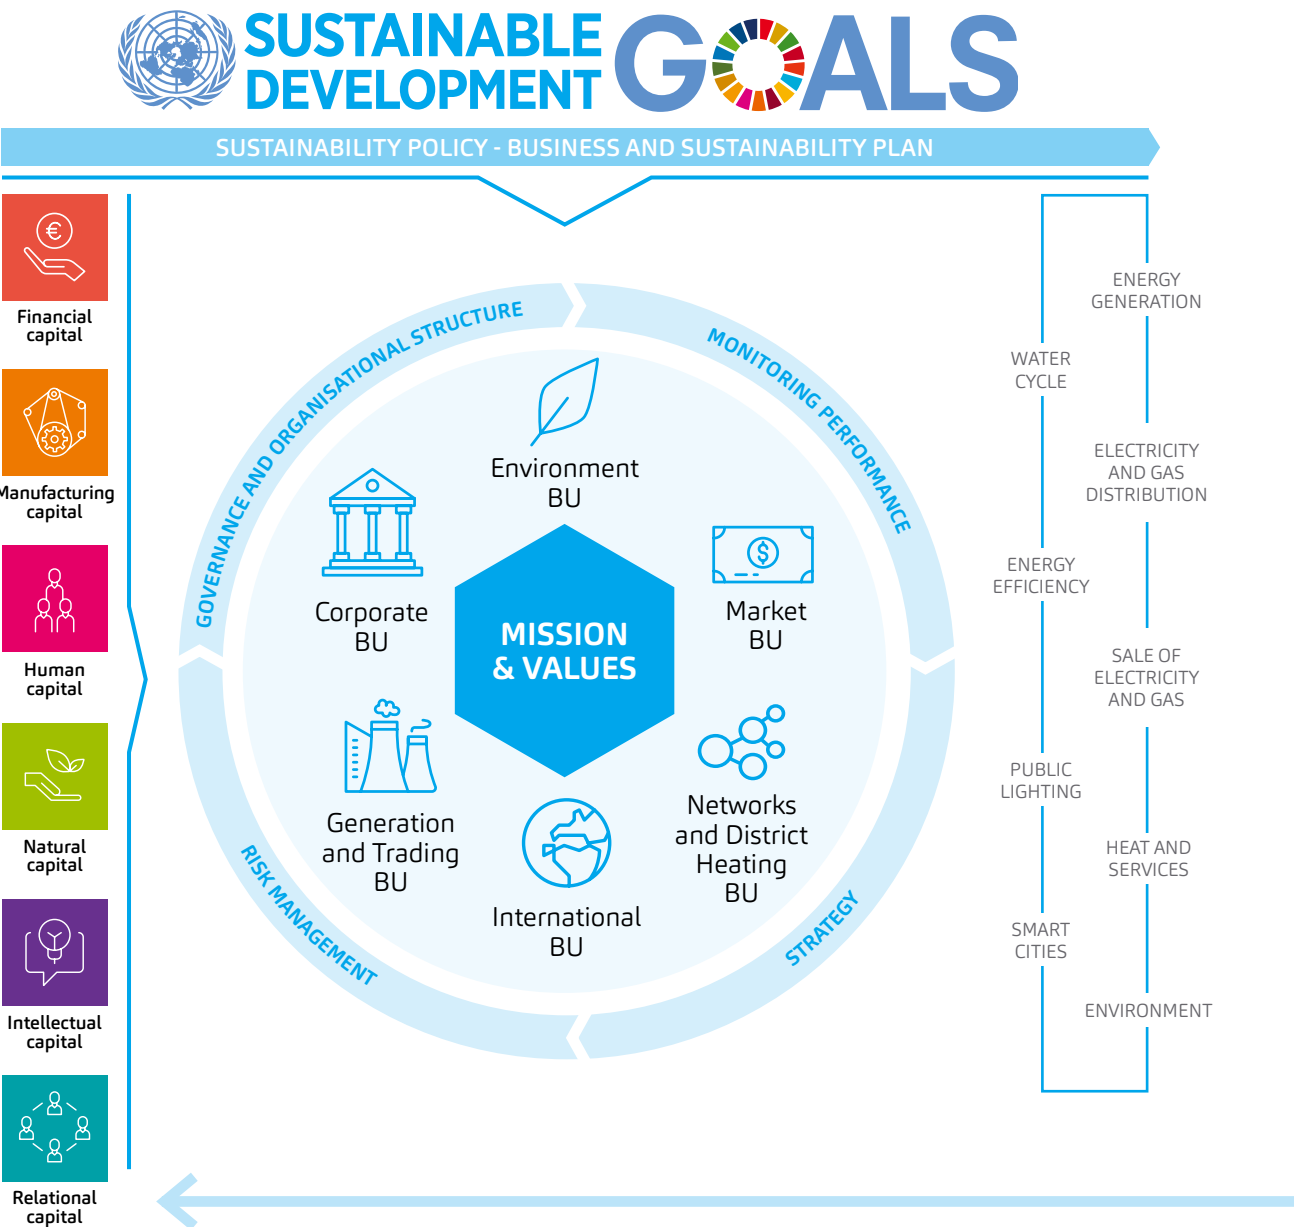 SUSTAINABLE
DEVELOPMENT
GOALS
SUSTAINABILITY POLICY - BUSINESS AND SUSTAINABILITY PLAN
Financial
capital
Manufacturing
capital
Human
capital
Natural
capital
Intellectual
capital
Relational
capital
GOVERNANCE AND ORGANISATIONAL STRUCTURE
MONITORING PERFORMANCE
STRATEGY
RISK MANAGEMENT
Environment
BU
Corporate
BU
Market
BU
MISSION
& VALUES
Generation
and Trading
BU
Networks
and District
Heating
BU
International
BU
ENERGY
GENERATION
WATER
CYCLE
ELECTRICITY
AND GAS
DISTRIBUTION
ENERGY
EFFICIENCY
SALE OF
ELECTRICITY
AND GAS
PUBLIC
LIGHTING
HEAT AND
SERVICES
SMART
CITIES
ENVIRONMENT